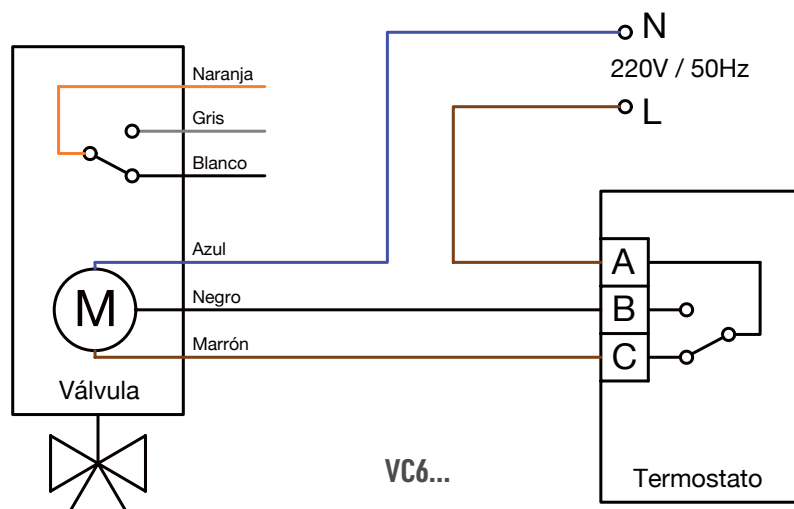 N
220V / 50Hz
L
Naranja
Gris
Blanco
Azul
Negro
Marrón
M
Válvula
A
B
C
Termostato
VC6...